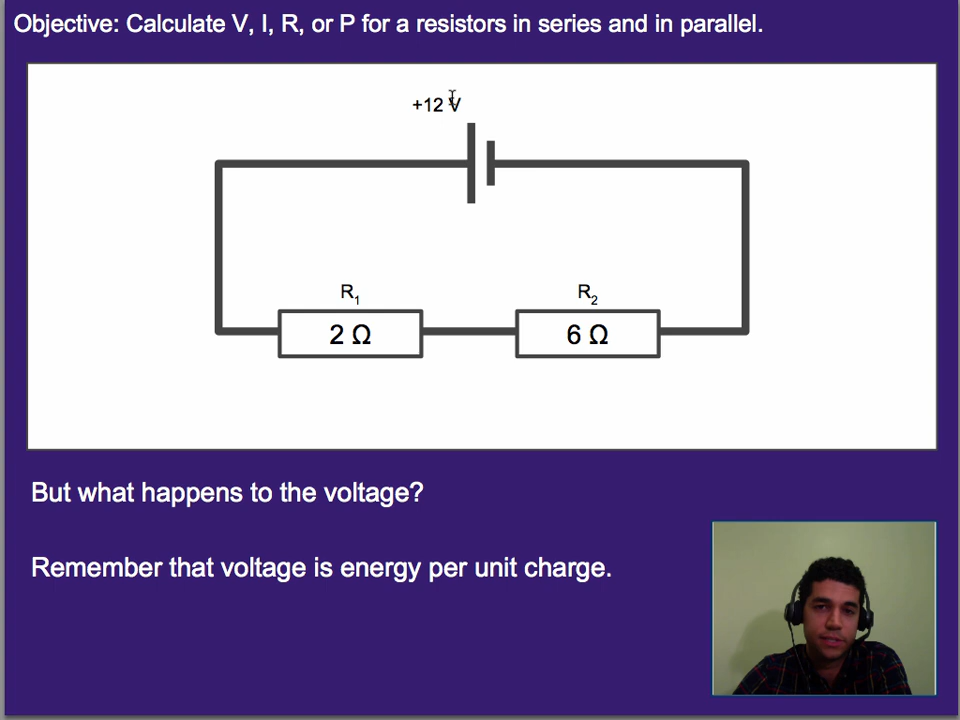 Objective: Calculate V, I, R, or P for a resistors in series and in parallel.
+12 V
R₁ R₂
2 Ω 6 Ω
But what happens to the voltage?
Remember that voltage is energy per unit charge.